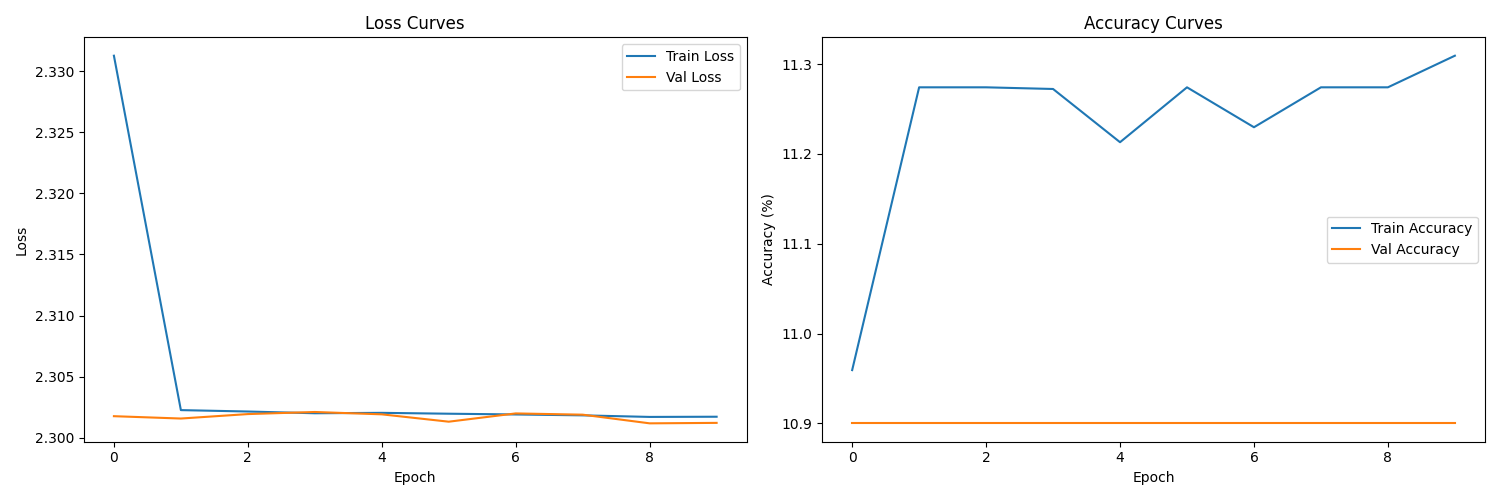 Loss Curves
Loss
2.330
2.325
2.320
2.315
2.310
2.305
2.300
0 2 4 6 8
Epoch
Train Loss
Val Loss
Accuracy Curves
Accuracy (%)
11.3
11.2
11.1
11.0
10.9
0 2 4 6 8
Epoch
Train Accuracy
Val Accuracy